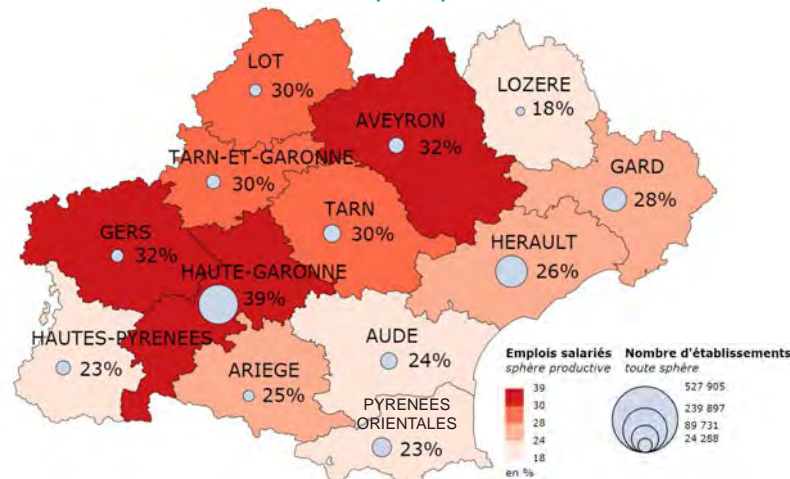 LOT
30%
LOZERE
18%
AVEYRON
32%
TARN-ET-GARONNE
30%
GARD
28%
TARN
30%
GERS
32%
HERAULT
26%
HAUTE-GARONNE
39%
HAUTES-PYRENEES
23%
AUDE
24%
ARIEGE
25%
PYRENEES
ORIENTALES
23%
Emplois salariés
sphère productive
39
30
28
24
18
en %
Nombre d'établissements
toute sphère
527 905
239 897
89 731
24 288